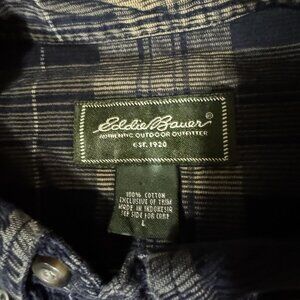 Eddie Bauer®
AUTHENTIC OUTDOOR OUTFITTER
EST. 1920
100% COTTON
EXCLUSIVE OF TRIM
MADE IN INDONESIA
SEE SIDE FOR CARE
L